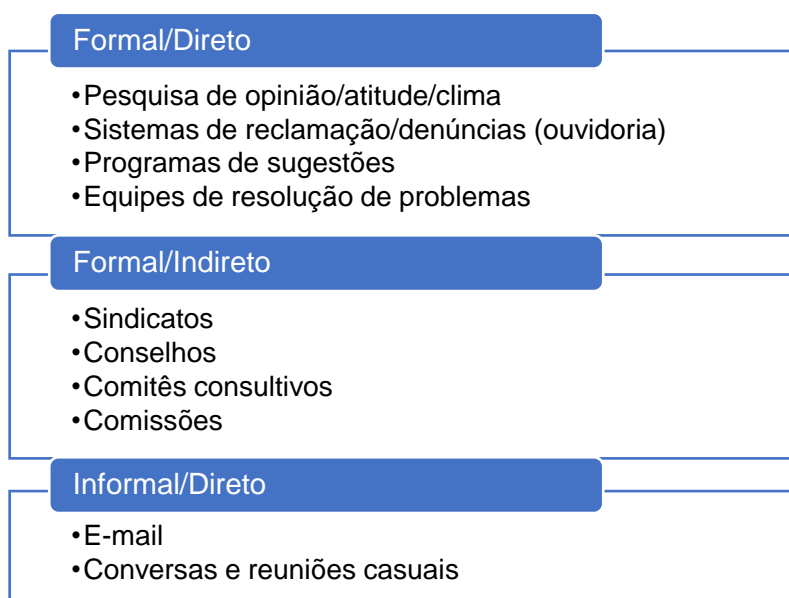 Formal/Direto
•Pesquisa de opinião/atitude/clima
•Sistemas de reclamação/denúncias (ouvidoria)
•Programas de sugestões
•Equipes de resolução de problemas
Formal/Indireto
•Sindicatos
•Conselhos
•Comitês consultivos
•Comissões
Informal/Direto
•E-mail
•Conversas e reuniões casuais